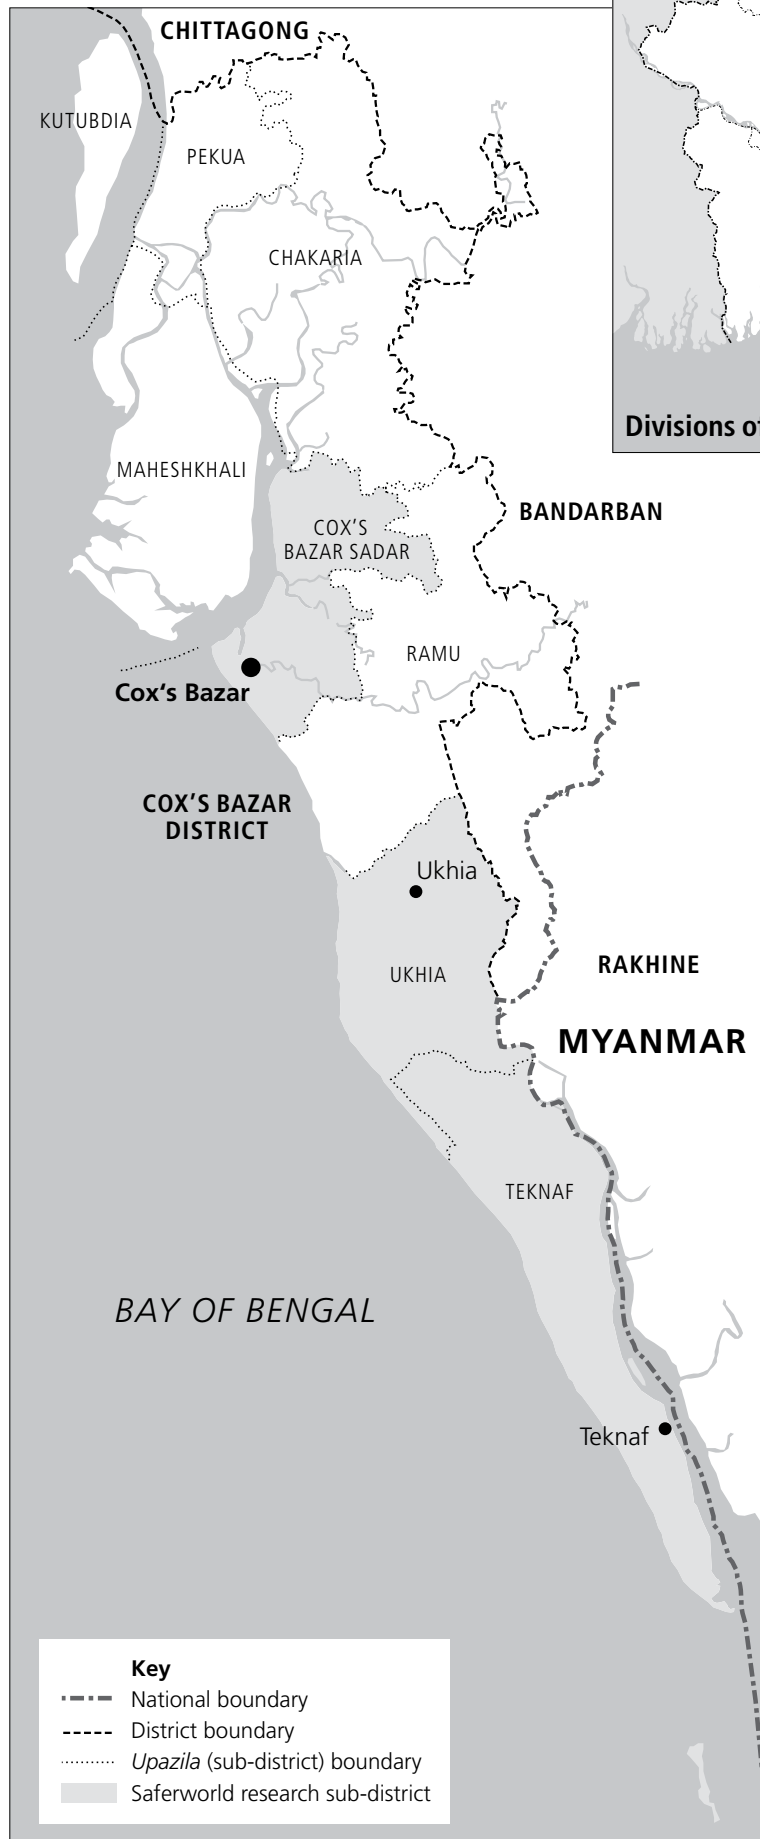 CHITTAGONG
KUTUBDIA
PEKUA
CHAKARIA
Divisions of
MAHESHKHALI
BANDARBAN
COX'S
BAZAR SADAR
RAMU
Cox‘s Bazar
COX'S BAZAR
DISTRICT
Ukhia
UKHIA
RAKHINE
MYANMAR
TEKNAF
BAY OF BENGAL
Teknaf
Key
National boundary
District boundary
Upazila (sub-district) boundary
Saferworld research sub-district